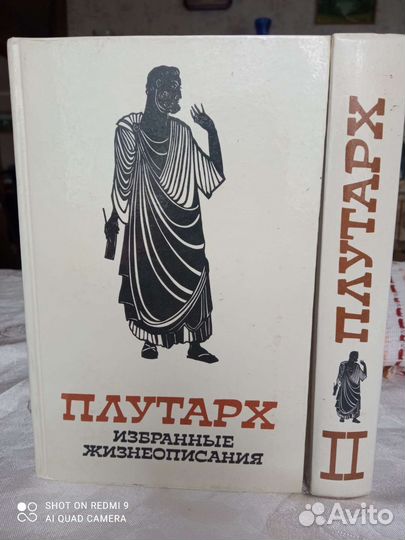 ПЛУТАРХ
ИЗБРАННЫЕ
ЖИЗНЕОПИСАНИЯ
ПЛУТАРХ
II
SHOT ON REDMI 9
AI QUAD CAMERA
Avito